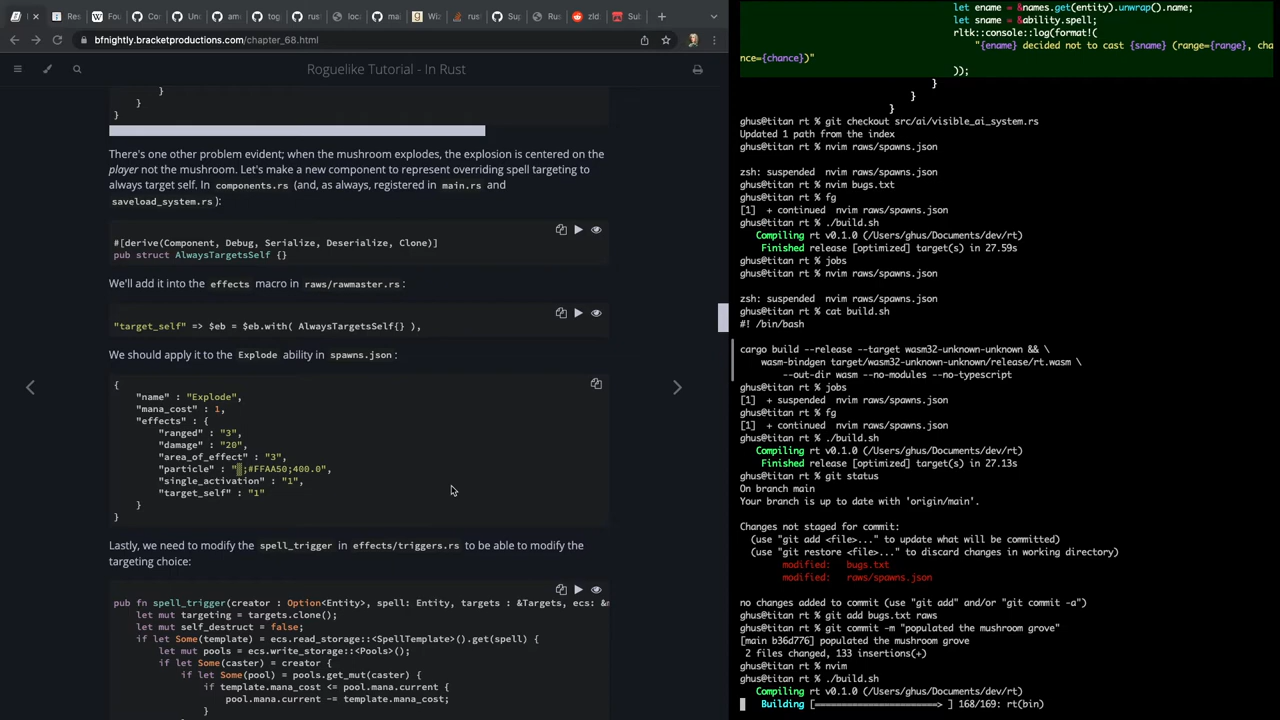 Res
Wi
Fou
Cor
Unc
am
tog
rus
loca
ma
Wiz
rus
Sup
Rus
zld
Sub
bfnightly.bracketproductions.com/chapter_68.html
Roguelike Tutorial - In Rust
}
}
}
There's one other problem evident; when the mushroom explodes, the explosion is centered on the
player not the mushroom. Let's make a new component to represent overriding spell targeting to
always target self. In components.rs (and, as always, registered in main.rs and
saveload_system.rs ):
#[derive(Component, Debug, Serialize, Deserialize, Clone)]
pub struct AlwaysTargetsSelf {}
We'll add it into the effects macro in raws/rawmaster.rs :
"target_self" => $eb = $eb.with( AlwaysTargetsSelf{} ),
We should apply it to the Explode ability in spawns.json :
{
"name" : "Explode",
"mana_cost" : 1,
"effects" : {
"ranged" : "3",
"damage" : "20",
"area_of_effect" : "3",
"particle" : "▒;#FFAA50;400.0",
"single_activation" : "1",
"target_self" : "1"
}
}
Lastly, we need to modify the spell_trigger in effects/triggers.rs to be able to modify the
targeting choice:
pub fn spell_trigger(creator : Option<Entity>, spell: Entity, targets : &Targets, ecs: &m
let mut targeting = targets.clone();
let mut self_destruct = false;
if let Some(template) = ecs.read_storage::<SpellTemplate>().get(spell) {
let mut pools = ecs.write_storage::<Pools>();
if let Some(caster) = creator {
if let Some(pool) = pools.get_mut(caster) {
if template.mana_cost <= pool.mana.current {
pool.mana.current -= template.mana_cost;
}
let ename = &names.get(entity).unwrap().name;
let sname = &ability.spell;
rltk::console::log(format!(
"{ename} decided not to cast {sname} (range={range}, cha
nce={chance})"
));
}
}
}
ghus@titan rt % git checkout src/ai/visible_ai_system.rs
Updated 1 path from the index
ghus@titan rt % nvim raws/spawns.json
zsh: suspended  nvim raws/spawns.json
ghus@titan rt % nvim bugs.txt
ghus@titan rt % fg
[1]  + continued  nvim raws/spawns.json
ghus@titan rt % ./build.sh
Compiling rt v0.1.0 (/Users/ghus/Documents/dev/rt)
Finished release [optimized] target(s) in 27.59s
ghus@titan rt % jobs
ghus@titan rt % nvim raws/spawns.json
zsh: suspended  nvim raws/spawns.json
ghus@titan rt % cat build.sh
#! /bin/bash
cargo build --release --target wasm32-unknown-unknown && \
wasm-bindgen target/wasm32-unknown-unknown/release/rt.wasm \
--out-dir wasm --no-modules --no-typescript
ghus@titan rt % jobs
[1]  + suspended  nvim raws/spawns.json
ghus@titan rt % fg
[1]  + continued  nvim raws/spawns.json
ghus@titan rt % ./build.sh
Compiling rt v0.1.0 (/Users/ghus/Documents/dev/rt)
Finished release [optimized] target(s) in 27.13s
ghus@titan rt % git status
On branch main
Your branch is up to date with 'origin/main'.
Changes not staged for commit:
(use "git add <file>..." to update what will be committed)
(use "git restore <file>..." to discard changes in working directory)
modified:   bugs.txt
modified:   raws/spawns.json
no changes added to commit (use "git add" and/or "git commit -a")
ghus@titan rt % git add bugs.txt raws
ghus@titan rt % git commit -m "populated the mushroom grove"
[main b36d776] populated the mushroom grove
2 files changed, 133 insertions(+)
ghus@titan rt % nvim
ghus@titan rt % ./build.sh
Compiling rt v0.1.0 (/Users/ghus/Documents/dev/rt)
Building [=======================> ] 168/169: rt(bin)